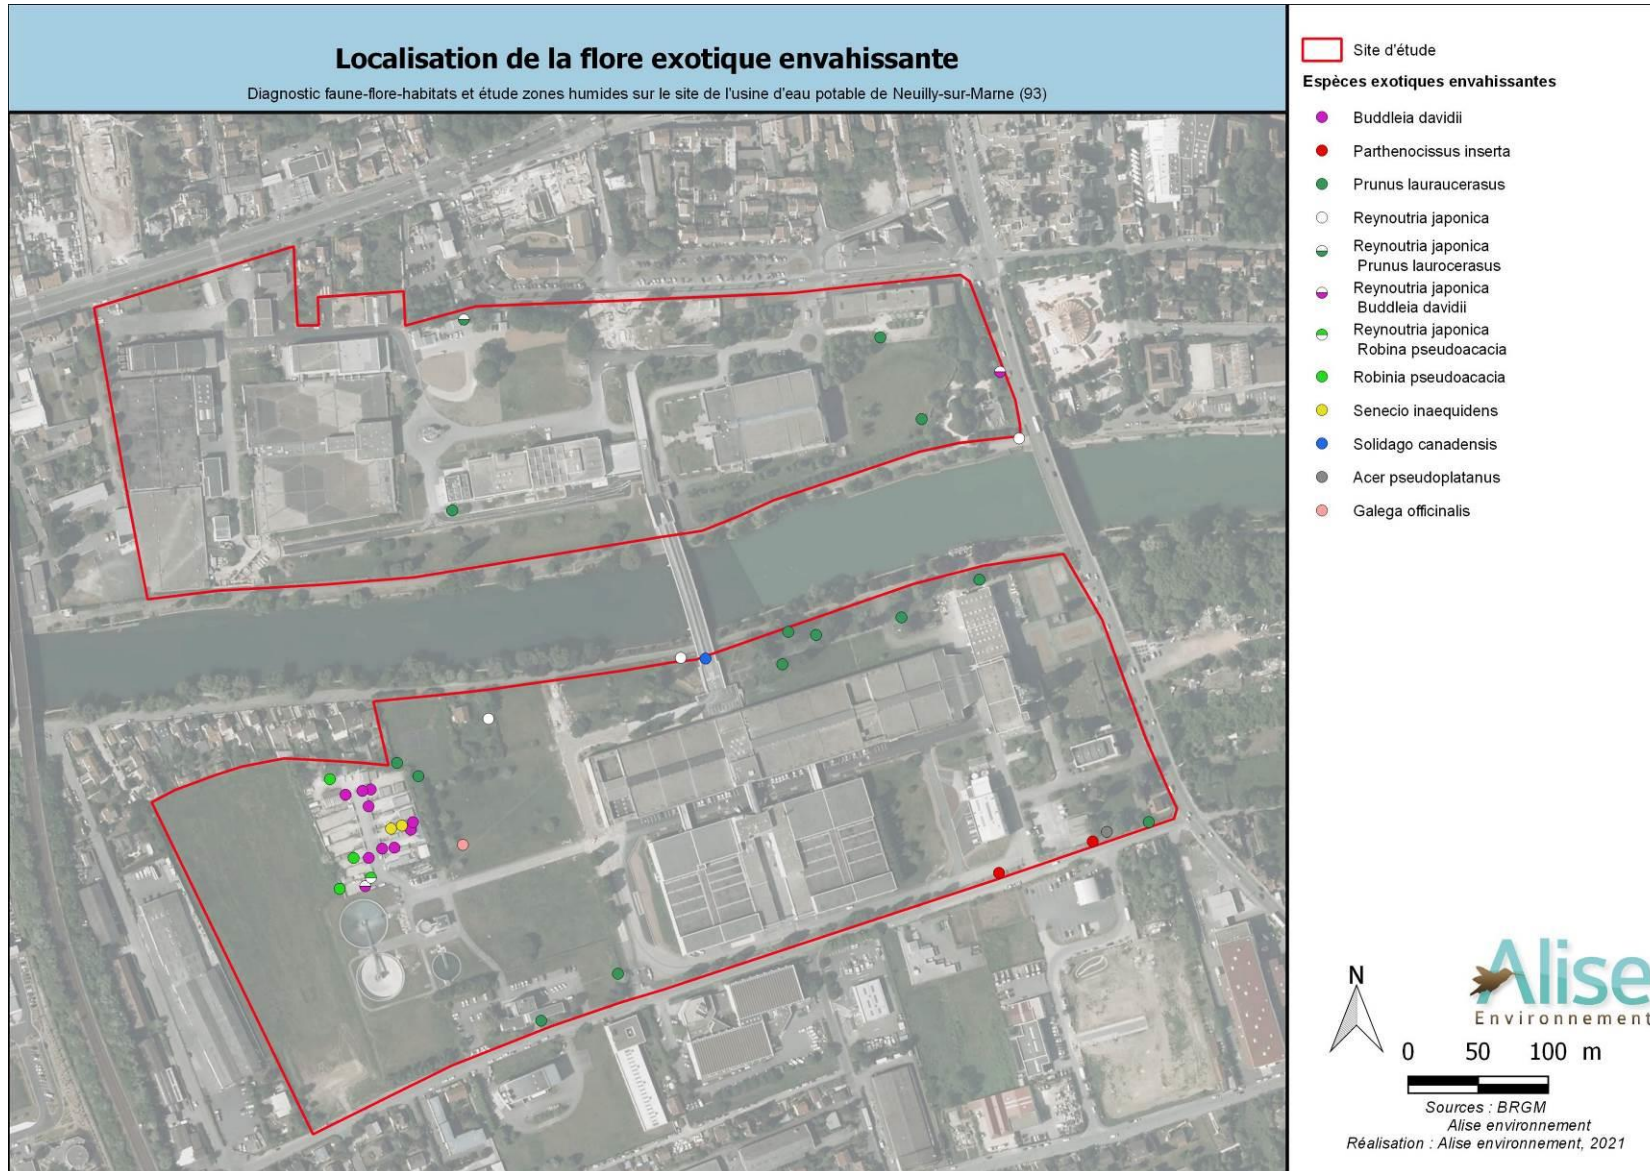 Localisation de la flore exotique envahissante
Diagnostic faune-flore-habitats et étude zones humides sur le site de l'usine d'eau potable de Neuilly-sur-Marne (93)
Site d'étude
Espèces exotiques envahissantes
Buddleia davidii
Parthenocissus inserta
Prunus lauraucerasus
Reynoutria japonica
Reynoutria japonica
Prunus laurocerasus
Reynoutria japonica
Buddleia davidii
Reynoutria japonica
Robina pseudoacacia
Robinia pseudoacacia
Senecio inaequidens
Solidago canadensis
Acer pseudoplatanus
Galega officinalis
N
Alise
Environnement
0 50 100 m
Sources : BRGM
Alise environnement
Réalisation : Alise environnement, 2021